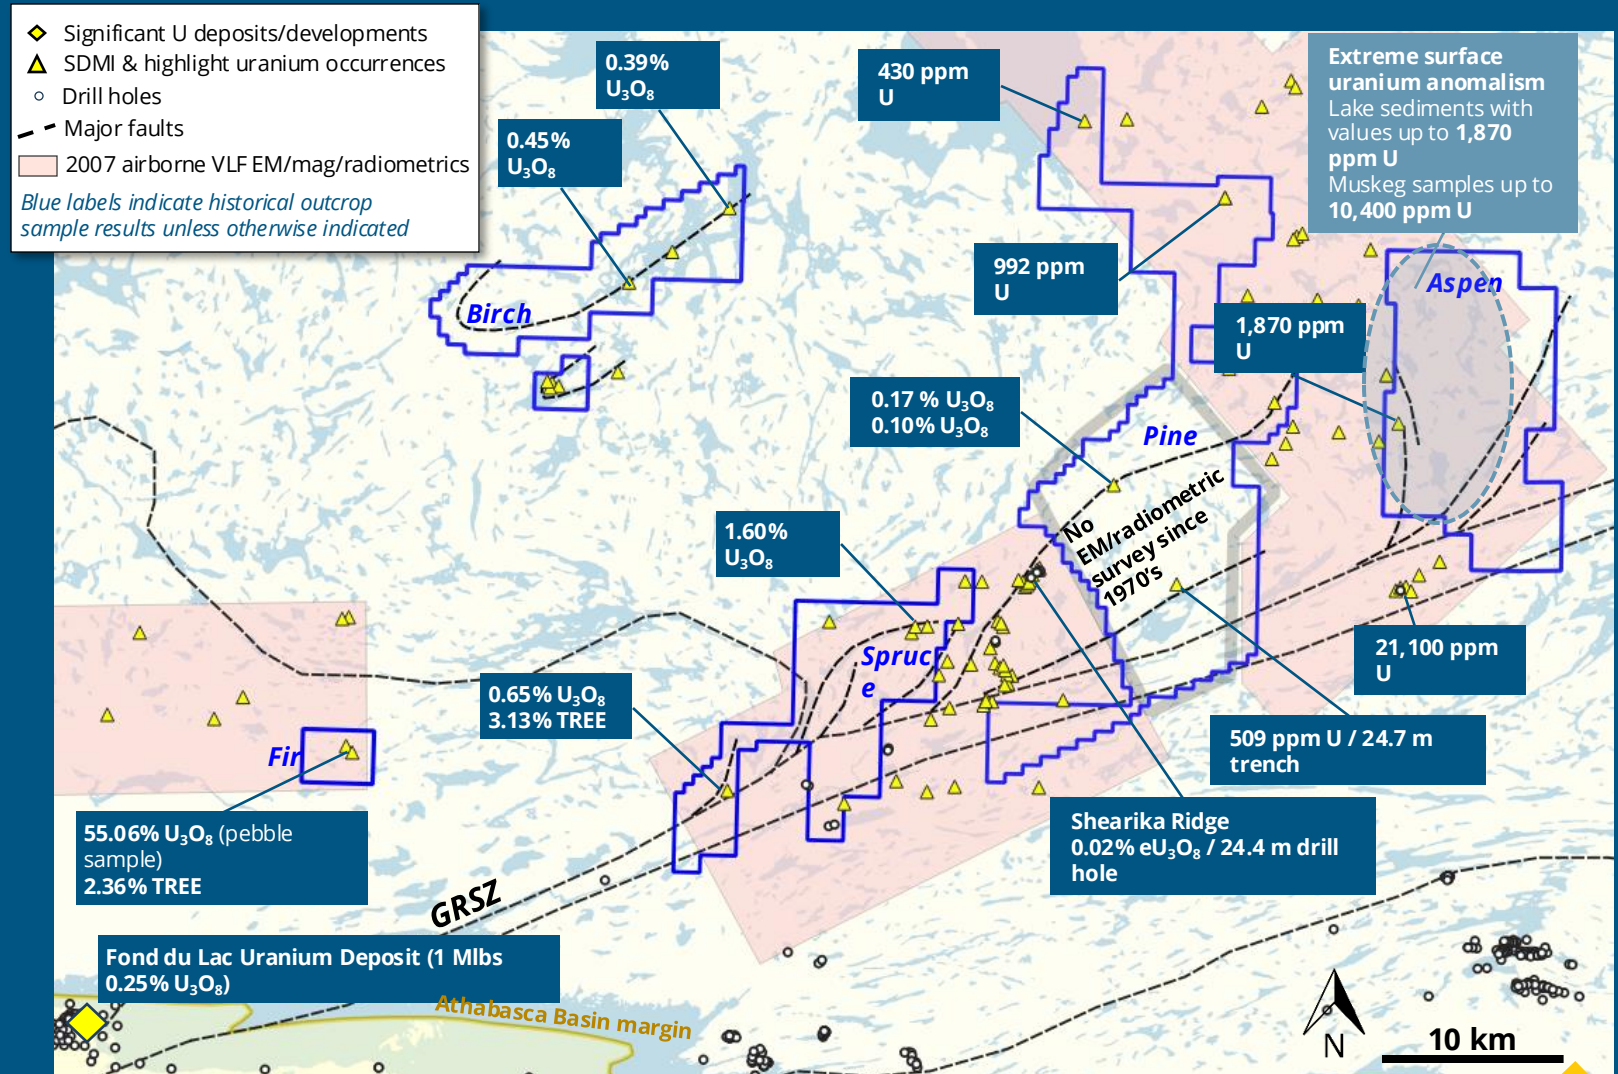 Significant U deposits/developments
SDMI & highlight uranium occurrences
Drill holes
Major faults
2007 airborne VLF EM/mag/radiometrics
Blue labels indicate historical outcrop
sample results unless otherwise indicated
0.39%
U₃O₈
0.45%
U₃O₈
430 ppm
U
Extreme surface
uranium anomalism
Lake sediments with
values up to 1,870
ppm U
Muskeg samples up to
10,400 ppm U
992 ppm
U
Aspen
Birch
1,870 ppm
U
0.17 % U₃O₈
0.10% U₃O₈
Pine
No
EM/radiometric
survey since
1970's
1.60%
U₃O₈
Spruc
e
21,100 ppm
U
0.65% U₃O₈
3.13% TREE
509 ppm U / 24.7 m
trench
Fir
55.06% U₃O₈ (pebble
sample)
2.36% TREE
Shearika Ridge
0.02% eU₃O₈ / 24.4 m drill
hole
GRSZ
Fond du Lac Uranium Deposit (1 Mlbs
0.25% U₃O₈)
Athabasca Basin margin
N
10 km